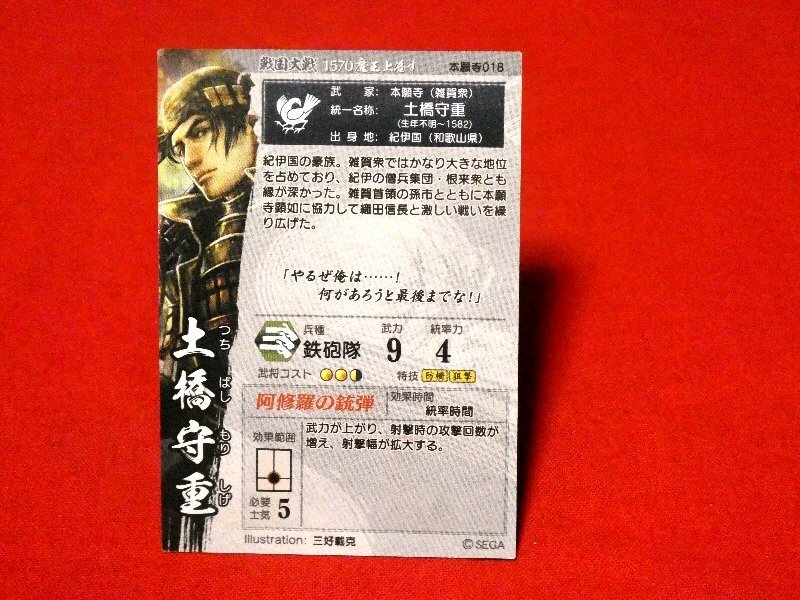 戦国大戦 1570 魔王上洛す 本願寺018
武家: 本願寺（雑賀衆）
統一名称: 土橋守重
（生年不明～1582）
出身地: 紀伊国（和歌山県）
紀伊国の豪族。雑賀衆ではかなり大きな地位
を占めており、紀伊の僧兵集団・根来衆とも
縁が深かった。雑賀首領の孫市とともに本願
寺顕如に協力して織田信長と激しい戦いを繰
り広げた。
「やるぜ俺は……！
何があろうと最後までな！」
兵種 鉄砲隊 武力 9 統率力 4
武将コスト 特技 防柵 狙撃
阿修羅の銃弾 効果時間 統率時間
効果範囲
武力が上がり、射撃時の攻撃回数が
増え、射撃幅が拡大する。
必要士気 5
土橋守重
つち ばし もり しげ
Illustration: 三好載克
©SEGA